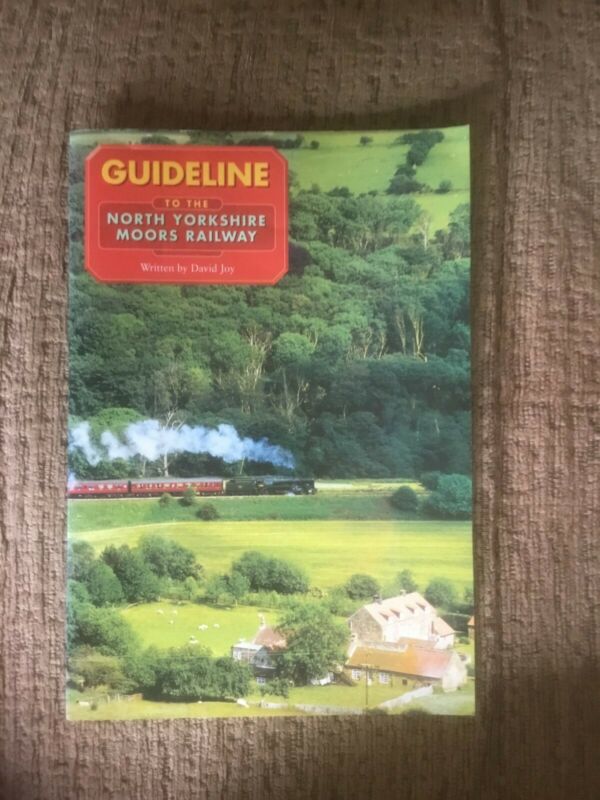 GUIDELINE
TO THE
NORTH YORKSHIRE
MOORS RAILWAY
Written by David Joy